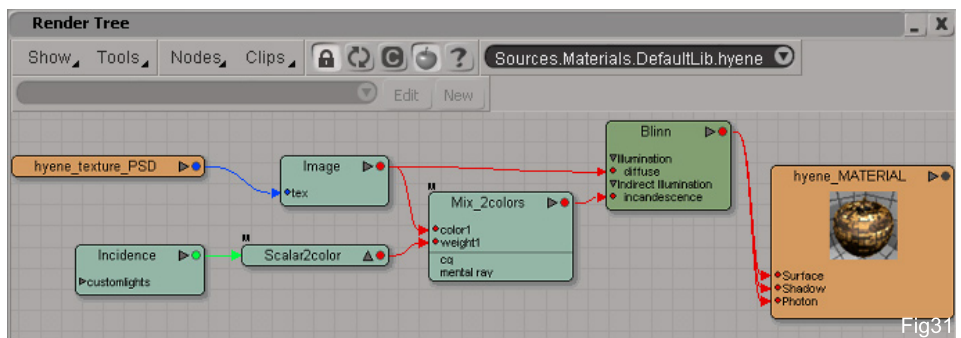 Render Tree
Show Tools Nodes Clips Sources.Materials.DefaultLib.hyene
Edit New
hyene_texture_PSD
Image
tex
Incidence
customlights
M
Scalar2color
M
Mix_2colors
color1
weight1
cg
mental ray
Blinn
Illumination
diffuse
Indirect Illumination
incandescence
hyene_MATERIAL
Surface
Shadow
Photon
Fig31